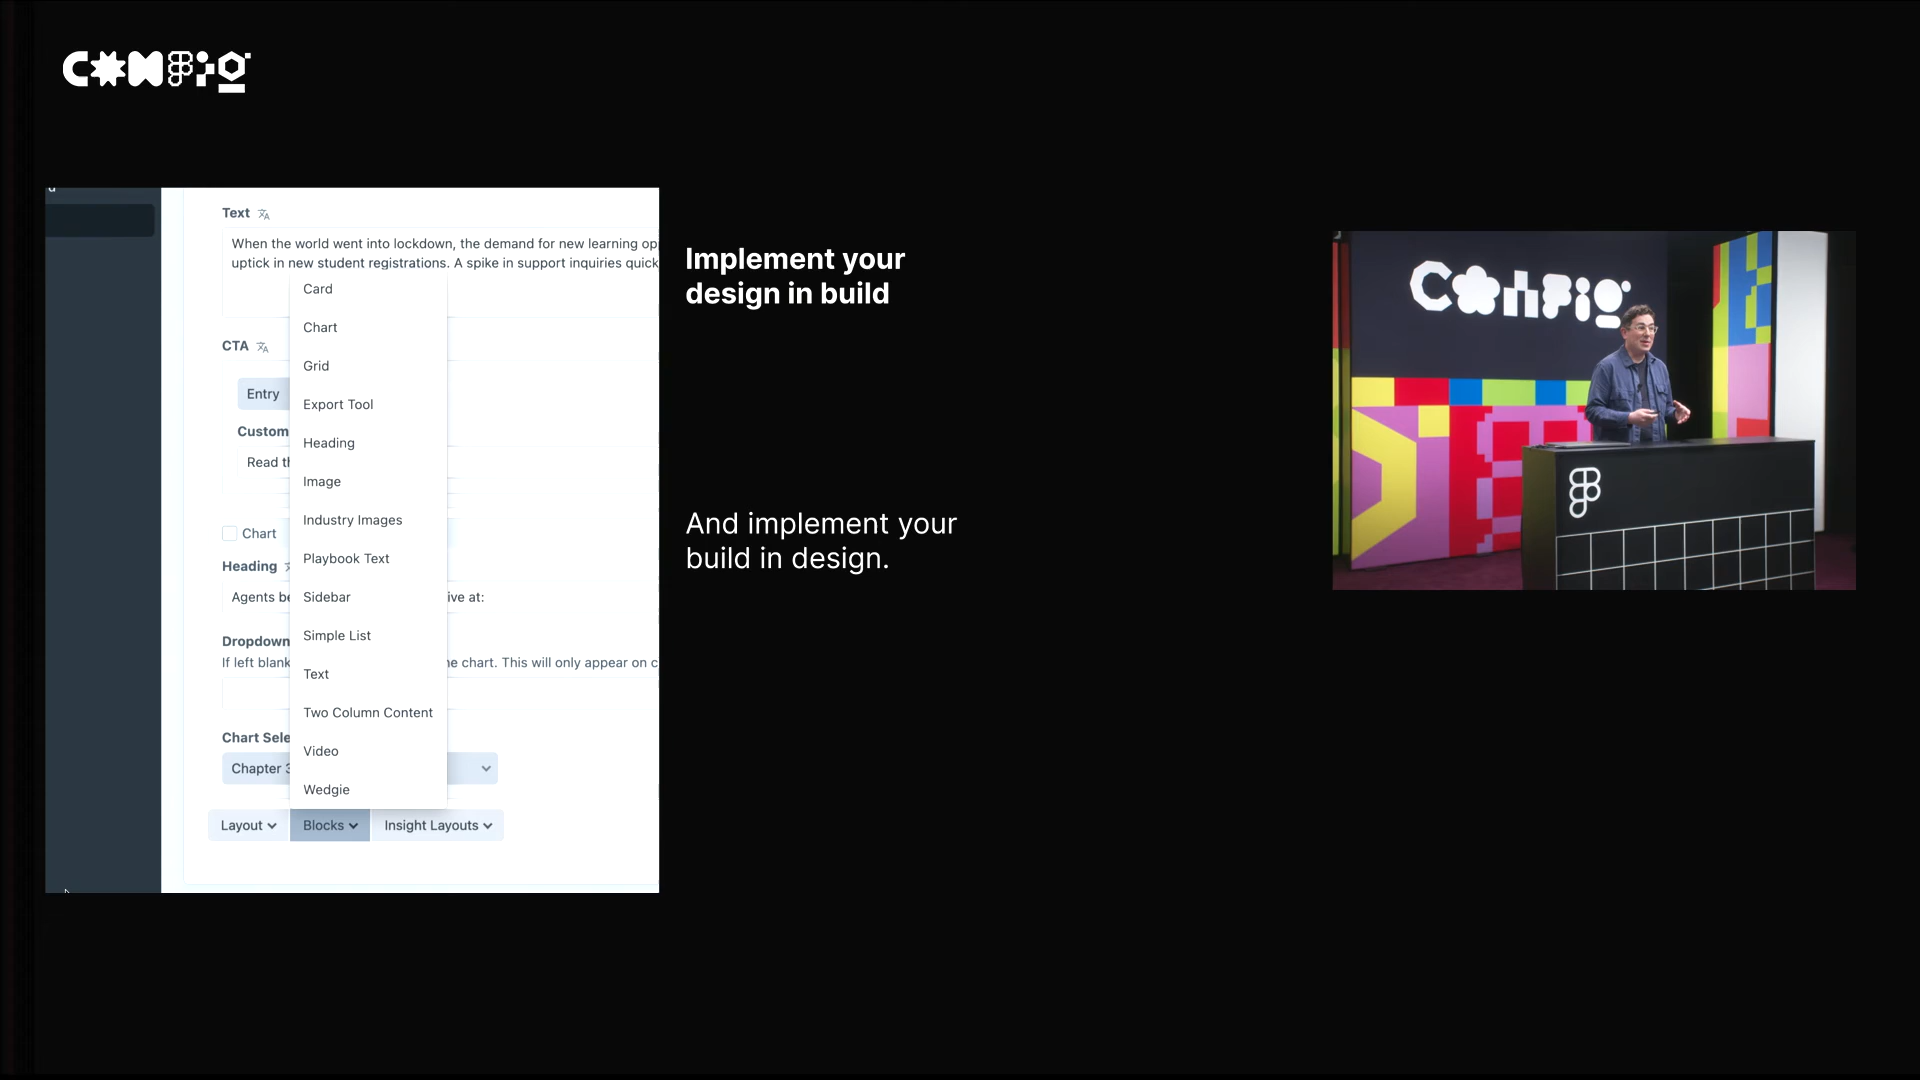 CONFIG
Text
When the world went into lockdown, the demand for new learning op
uptick in new student registrations. A spike in support inquiries quick
Card
Chart
CTA
Grid
Entry
Export Tool
Custom
Heading
Read th
Image
Industry Images
Chart
Playbook Text
Heading
Agents be
Sidebar
ive at:
Simple List
Dropdown
If left blank
e chart. This will only appear on c
Text
Two Column Content
Chart Sele
Video
Chapter 3
Wedgie
Layout
Blocks
Insight Layouts
Implement your
design in build
And implement your
build in design.
Config